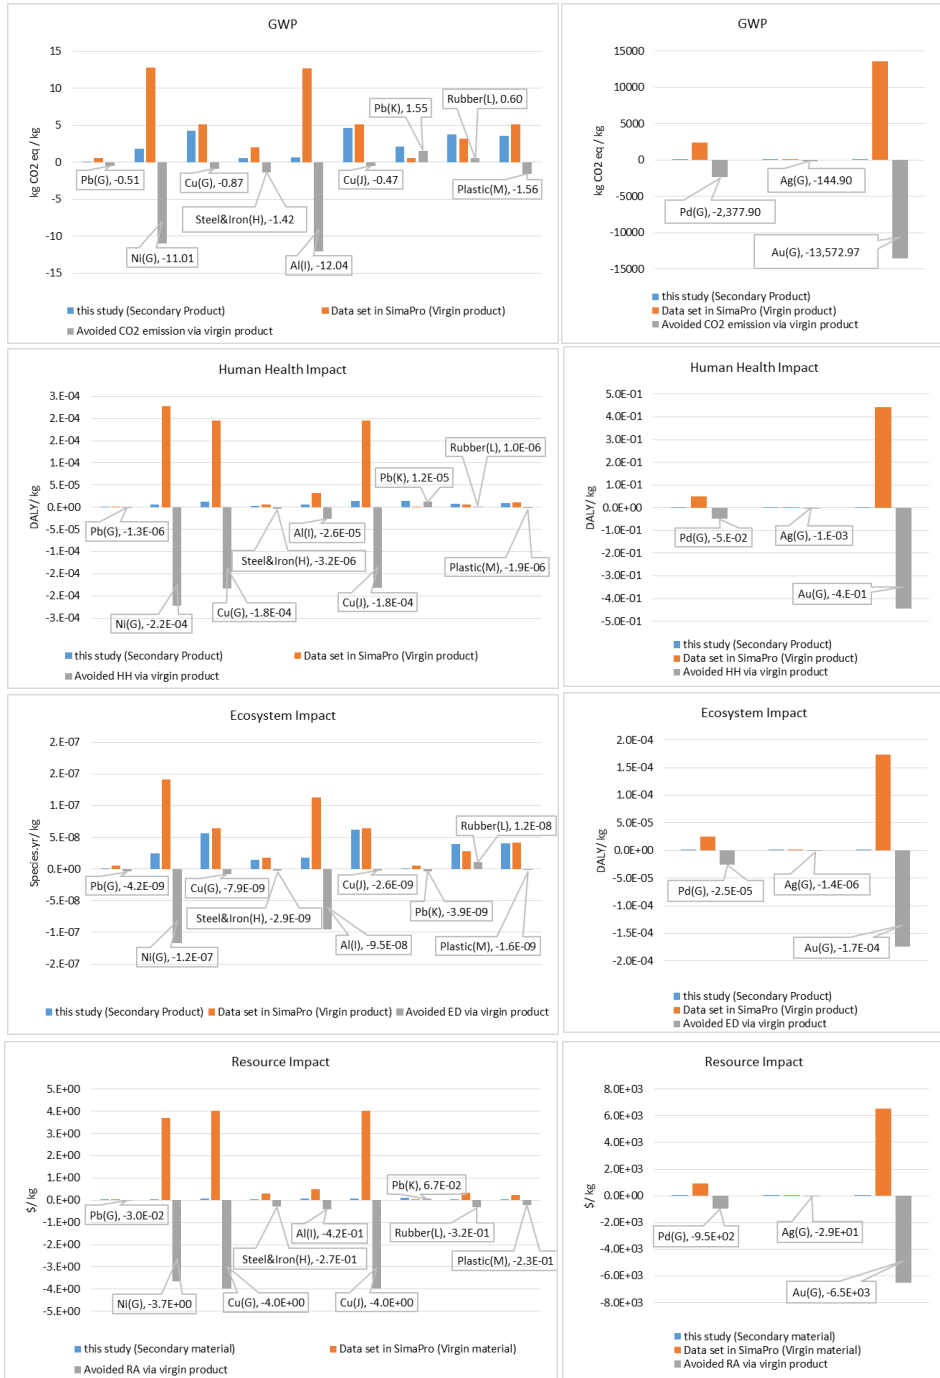 GWP
15
10
5
0
-5
-10
-15
kg CO2 eq / kg
Pb(G), -0.51
Ni(G), -11.01
Cu(G), -0.87
Steel&Iron(H), -1.42
Al(I), -12.04
Cu(J), -0.47
Pb(K), 1.55
Rubber(L), 0.60
Plastic(M), -1.56
this study (Secondary Product)
Data set in SimaPro (Virgin product)
Avoided CO2 emission via virgin product
GWP
15000
10000
5000
0
-5000
-10000
-15000
kg CO2 eq / kg
Pd(G), -2,377.90
Ag(G), -144.90
Au(G), -13,572.97
this study (Secondary Product)
Data set in SimaPro (Virgin product)
Avoided CO2 emission via virgin product
Human Health Impact
3.E-04
2.E-04
2.E-04
1.E-04
5.E-05
0.E+00
-5.E-05
-1.E-04
-2.E-04
-2.E-04
-3.E-04
DALY/ kg
Pb(G), -1.3E-06
Ni(G), -2.2E-04
Cu(G), -1.8E-04
Steel&Iron(H), -3.2E-06
Al(I), -2.6E-05
Cu(J), -1.8E-04
Pb(K), 1.2E-05
Rubber(L), 1.0E-06
Plastic(M), -1.9E-06
this study (Secondary Product)
Data set in SimaPro (Virgin product)
Avoided HH via virgin product
Human Health Impact
5.0E-01
4.0E-01
3.0E-01
2.0E-01
1.0E-01
0.0E+00
-1.0E-01
-2.0E-01
-3.0E-01
-4.0E-01
-5.0E-01
DALY/ kg
Pd(G), -5.E-02
Ag(G), -1.E-03
Au(G), -4.E-01
this study (Secondary Product)
Data set in SimaPro (Virgin product)
Avoided HH via virgin product
Ecosystem Impact
2.E-07
2.E-07
1.E-07
5.E-08
0.E+00
-5.E-08
-1.E-07
-2.E-07
Species.yr/ kg
Pb(G), -4.2E-09
Ni(G), -1.2E-07
Cu(G), -7.9E-09
Steel&Iron(H), -2.9E-09
Al(I), -9.5E-08
Cu(J), -2.6E-09
Pb(K), -3.9E-09
Rubber(L), 1.2E-08
Plastic(M), -1.6E-09
this study (Secondary Product) Data set in SimaPro (Virgin product) Avoided ED via virgin product
Ecosystem Impact
2.0E-04
1.5E-04
1.0E-04
5.0E-05
0.0E+00
-5.0E-05
-1.0E-04
-1.5E-04
-2.0E-04
DALY/ kg
Pd(G), -2.5E-05
Ag(G), -1.4E-06
Au(G), -1.7E-04
this study (Secondary Product)
Data set in SimaPro (Virgin product)
Avoided ED via virgin product
Resource Impact
5.E+00
4.E+00
3.E+00
2.E+00
1.E+00
0.E+00
-1.E+00
-2.E+00
-3.E+00
-4.E+00
-5.E+00
$/ kg
Pb(G), -3.0E-02
Ni(G), -3.7E+00
Cu(G), -4.0E+00
Steel&Iron(H), -2.7E-01
Al(I), -4.2E-01
Cu(J), -4.0E+00
Pb(K), 6.7E-02
Rubber(L), -3.2E-01
Plastic(M), -2.3E-01
this study (Secondary material)
Data set in SimaPro (Virgin material)
Avoided RA via virgin product
Resource Impact
8.0E+03
6.0E+03
4.0E+03
2.0E+03
0.0E+00
-2.0E+03
-4.0E+03
-6.0E+03
-8.0E+03
$/ kg
Pd(G), -9.5E+02
Ag(G), -2.9E+01
Au(G), -6.5E+03
this study (Secondary material)
Data set in SimaPro (Virgin material)
Avoided RA via virgin product